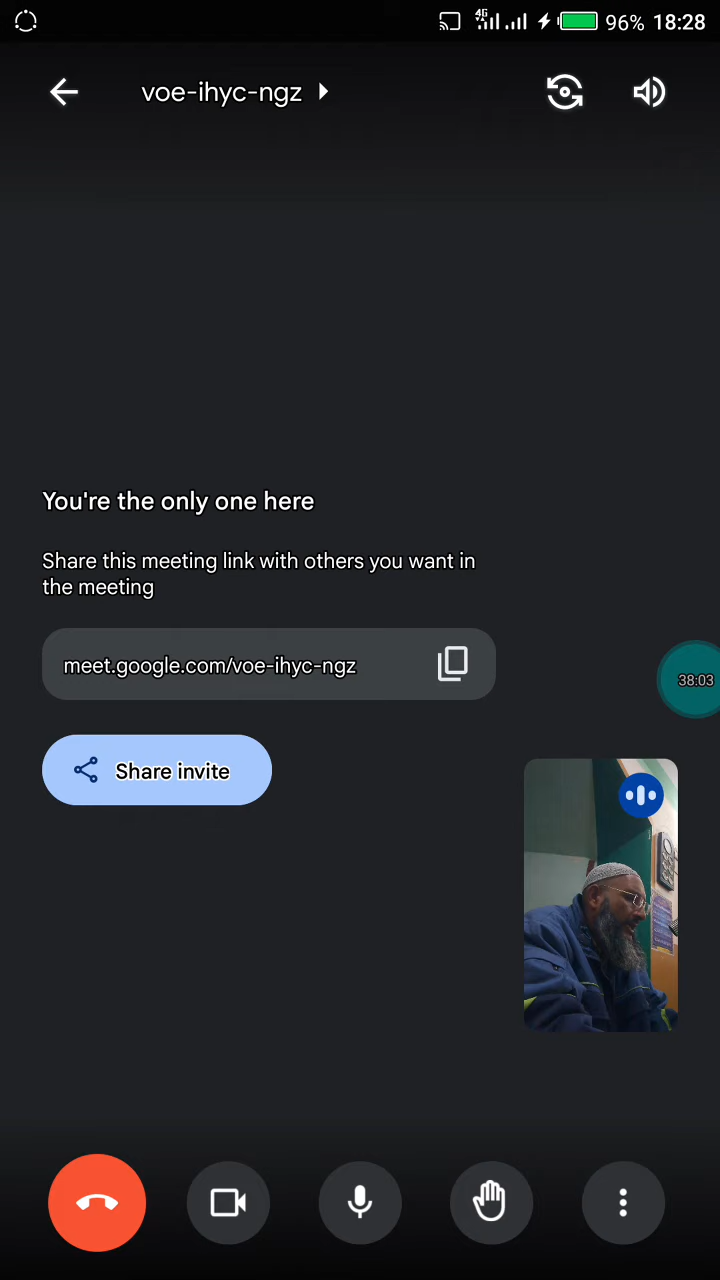 4G 96% 18:28
voe-ihyc-ngz
You're the only one here
Share this meeting link with others you want in
the meeting
meet.google.com/voe-ihyc-ngz
38:03
Share invite